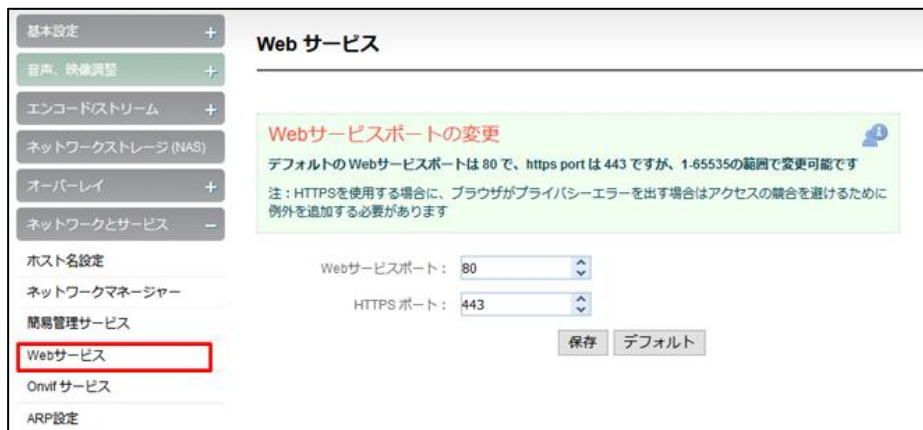 基本設定 +
音声、映像調整 +
エンコード/ストリーム +
ネットワークストレージ (NAS)
オーバーレイ +
ネットワークとサービス −
ホスト名設定
ネットワークマネージャー
簡易管理サービス
Webサービス
Onvif サービス
ARP設定
Web サービス
Webサービスポートの変更
デフォルトの Webサービスポートは 80 で、https port は 443 ですが、1-65535の範囲で変更可能です
注：HTTPSを使用する場合に、ブラウザがプライバシーエラーを出す場合はアクセスの競合を避けるために
例外を追加する必要があります
Webサービスポート： 80
HTTPS ポート： 443
保存 デフォルト